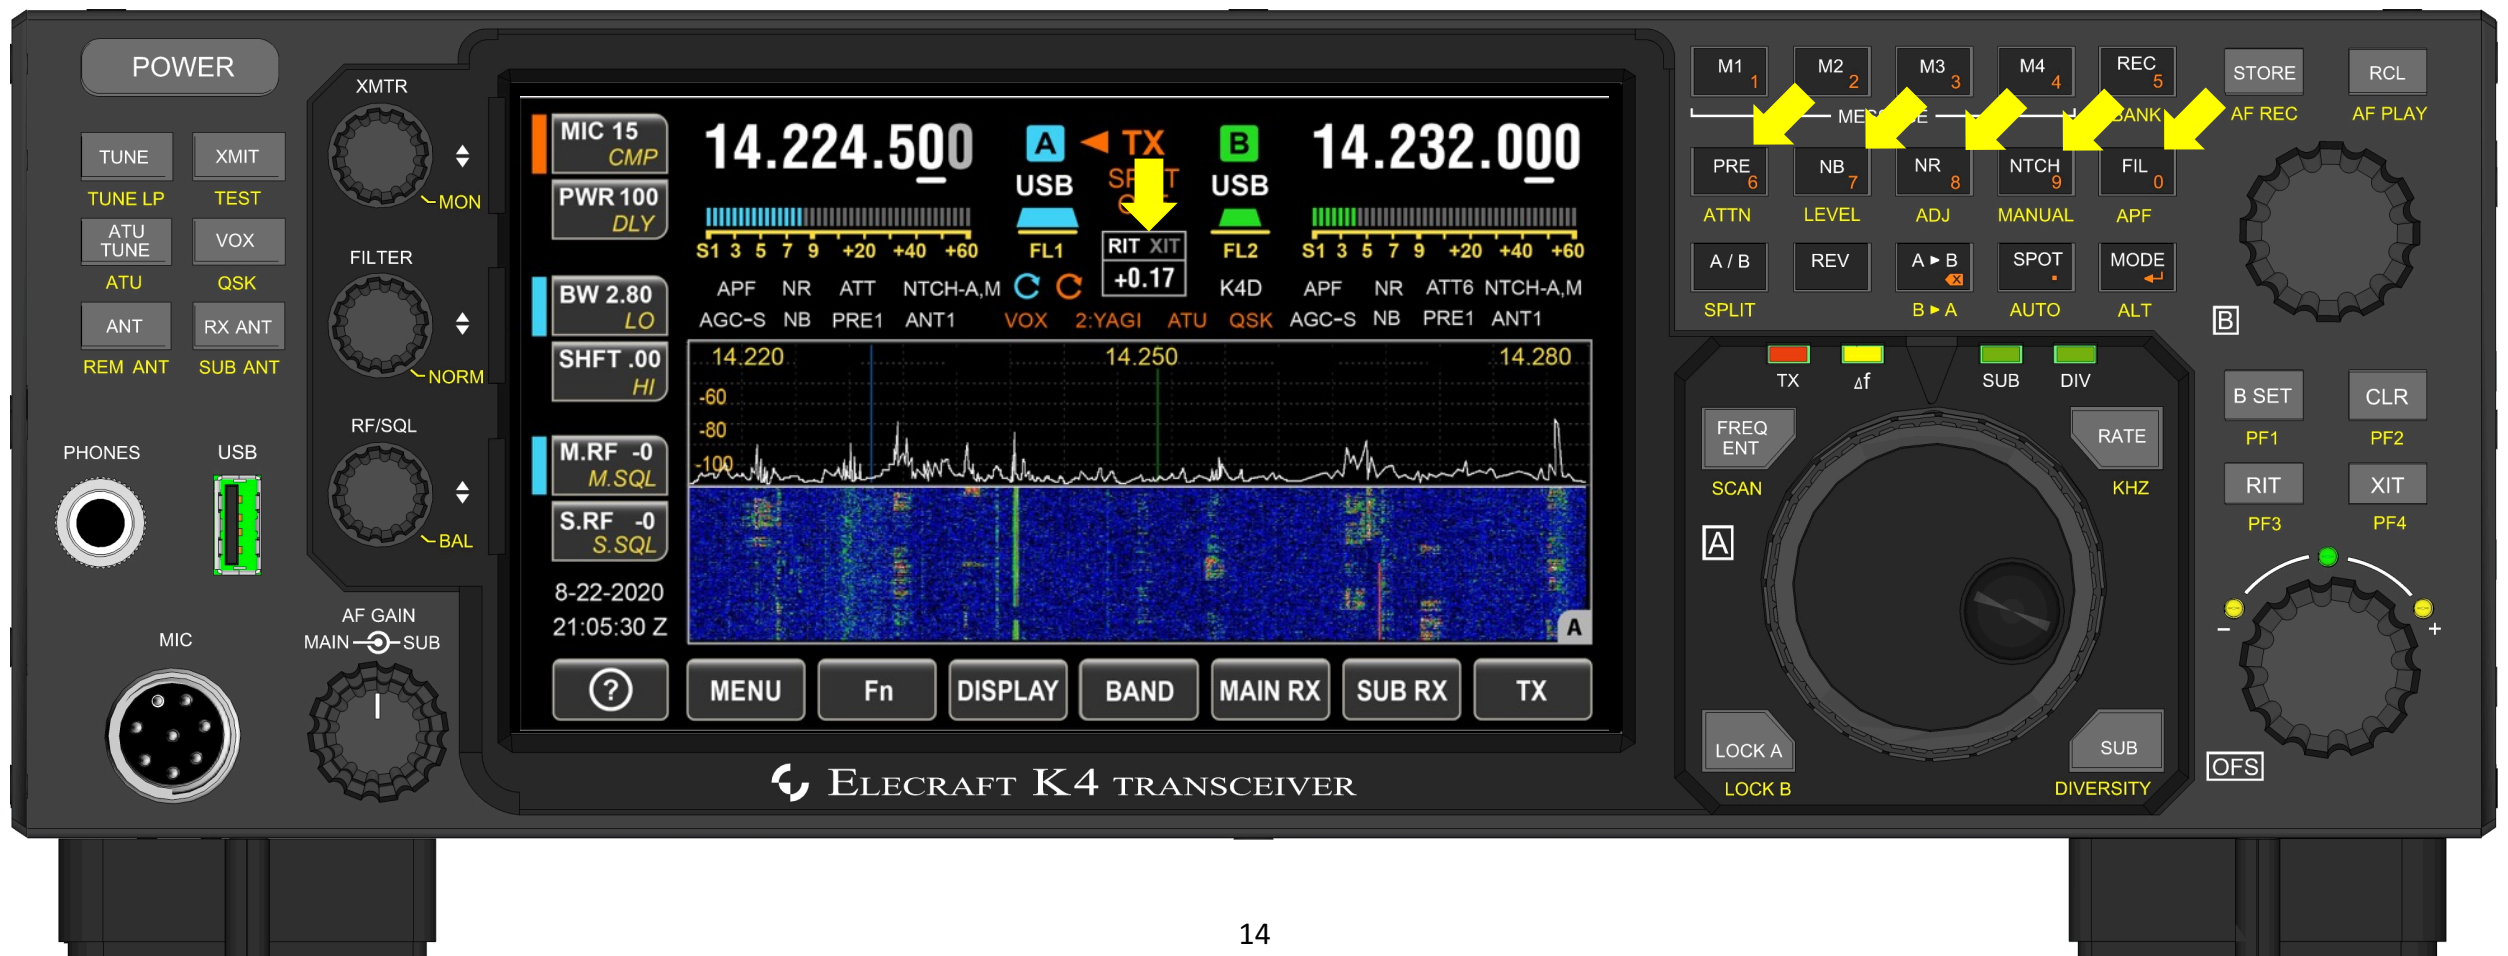 POWER
TUNE
XMIT
TUNE LP
TEST
ATU
TUNE
VOX
ATU
QSK
ANT
RX ANT
REM ANT
SUB ANT
PHONES
USB
MIC
XMTR
MON
FILTER
NORM
RF/SQL
BAL
AF GAIN
MAIN
SUB
MIC 15
CMP
PWR 100
DLY
BW 2.80
LO
SHFT .00
HI
M.RF -0
M.SQL
S.RF -0
S.SQL
8-22-2020
21:05:30 Z
14.224.500
A
TX
B
14.232.000
USB
USB
S1 3 5 7 9 +20 +40 +60
FL1
RIT XIT
+0.17
FL2
S1 3 5 7 9 +20 +40 +60
APF NR ATT NTCH-A,M
K4D
APF NR ATT6 NTCH-A,M
AGC-S NB PRE1 ANT1
VOX 2:YAGI ATU QSK
AGC-S NB PRE1 ANT1
14.220 14.250 14.280
-60
-80
-100
A
?
MENU
Fn
DISPLAY
BAND
MAIN RX
SUB RX
TX
ELECRAFT K4 TRANSCEIVER
M1 1
M2 2
M3 3
M4 4
REC 5
STORE
RCL
BANK
AF REC
AF PLAY
PRE 6
NB 7
NR 8
NTCH 9
FIL 0
ATTN
LEVEL
ADJ
MANUAL
APF
A / B
REV
A ▸ B
SPOT .
MODE
SPLIT
B ▸ A
AUTO
ALT
B
TX
Δf
SUB
DIV
FREQ
ENT
RATE
SCAN
KHZ
A
LOCK A
SUB
LOCK B
DIVERSITY
B SET
CLR
PF1
PF2
RIT
XIT
PF3
PF4
− +
OFS
14